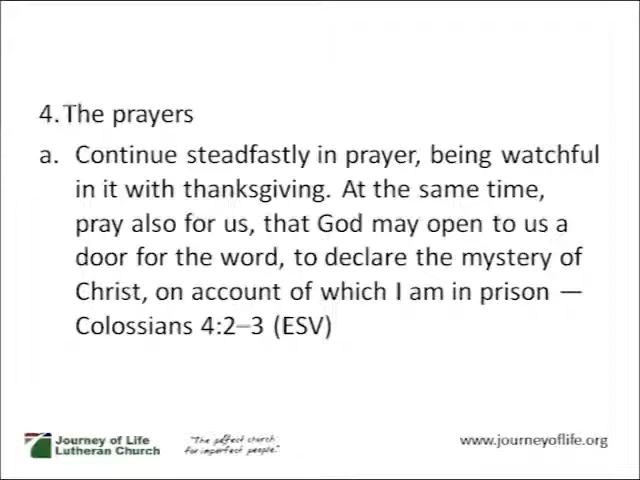 4.The prayers
a. Continue steadfastly in prayer, being watchful
in it with thanksgiving. At the same time,
pray also for us, that God may open to us a
door for the word, to declare the mystery of
Christ, on account of which I am in prison —
Colossians 4:2–3 (ESV)
Journey of Life
Lutheran Church
"The perfect church
for imperfect people."
www.journeyoflife.org